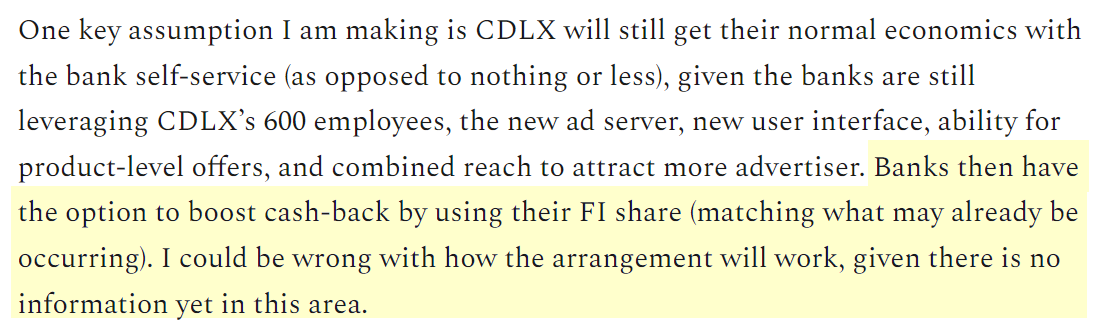 One key assumption I am making is CDLX will still get their normal economics with
the bank self-service (as opposed to nothing or less), given the banks are still
leveraging CDLX’s 600 employees, the new ad server, new user interface, ability for
product-level offers, and combined reach to attract more advertiser. Banks then have
the option to boost cash-back by using their FI share (matching what may already be
occurring). I could be wrong with how the arrangement will work, given there is no
information yet in this area.